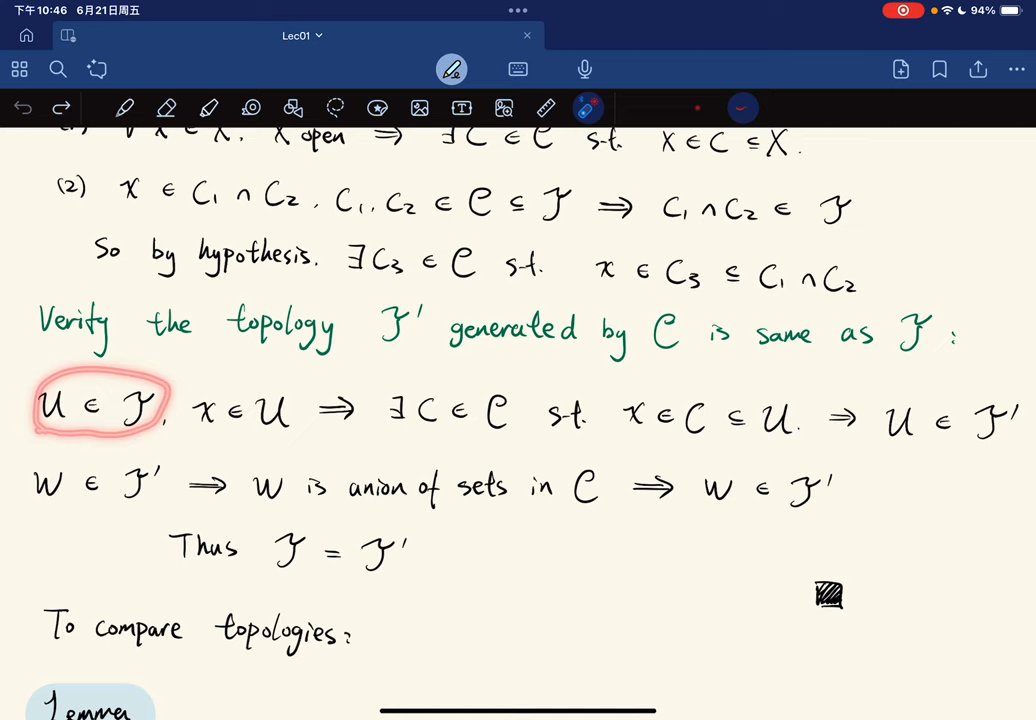 下午10:46 6月21日周五
94%
Lec01
∀ x ∈ X, X open ⟹ ∃ C ∈ 𝒞 s.t. x ∈ C ⊆ X.
(2) x ∈ C₁ ∩ C₂, C₁, C₂ ∈ 𝒞 ⊆ 𝒯 ⟹ C₁ ∩ C₂ ∈ 𝒯
So by hypothesis. ∃ C₃ ∈ 𝒞 s.t. x ∈ C₃ ⊆ C₁ ∩ C₂
Verify the topology 𝒯' generated by 𝒞 is same as 𝒯 :
U ∈ 𝒯, x ∈ U ⟹ ∃ C ∈ 𝒞 s.t. x ∈ C ⊆ U. ⟹ U ∈ 𝒯'
W ∈ 𝒯' ⟹ W is anion of sets in 𝒞 ⟹ W ∈ 𝒯'
Thus 𝒯 = 𝒯'
To compare topologies:
Lemma